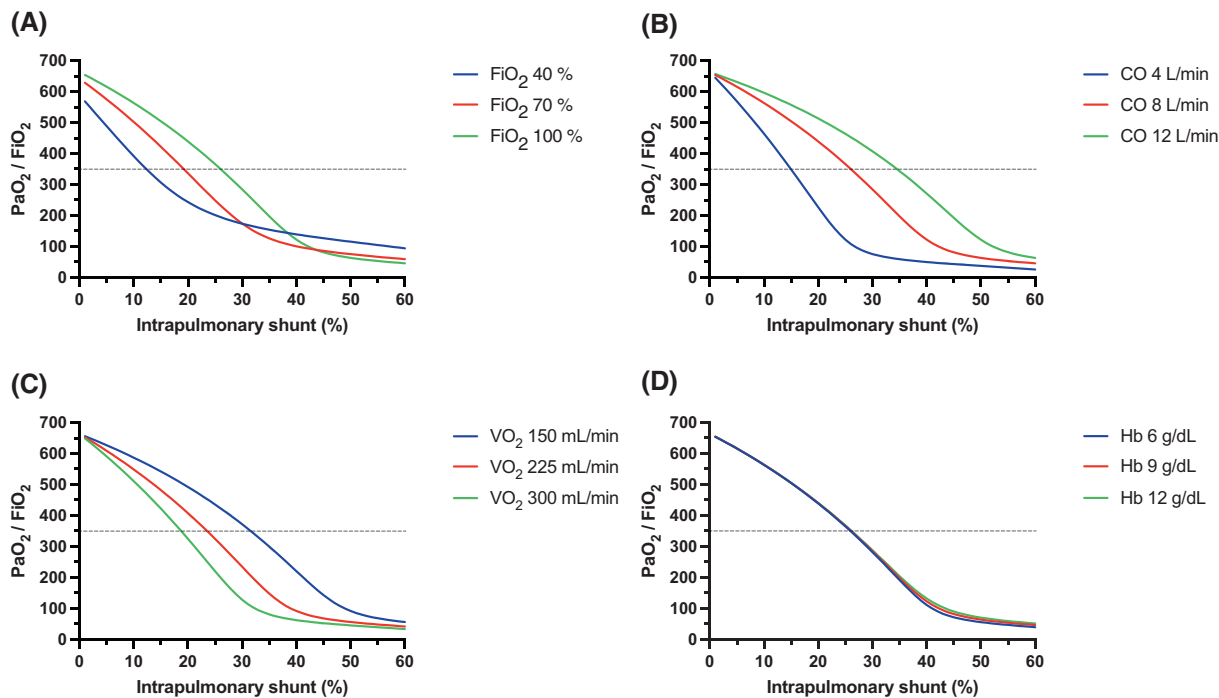 (A)
700
600
500
400
300
200
100
0
PaO₂ / FiO₂
0 10 20 30 40 50 60
Intrapulmonary shunt (%)
FiO₂ 40 %
FiO₂ 70 %
FiO₂ 100 %
(B)
700
600
500
400
300
200
100
0
PaO₂ / FiO₂
0 10 20 30 40 50 60
Intrapulmonary shunt (%)
CO 4 L/min
CO 8 L/min
CO 12 L/min
(C)
700
600
500
400
300
200
100
0
PaO₂ / FiO₂
0 10 20 30 40 50 60
Intrapulmonary shunt (%)
VO₂ 150 mL/min
VO₂ 225 mL/min
VO₂ 300 mL/min
(D)
700
600
500
400
300
200
100
0
PaO₂ / FiO₂
0 10 20 30 40 50 60
Intrapulmonary shunt (%)
Hb 6 g/dL
Hb 9 g/dL
Hb 12 g/dL